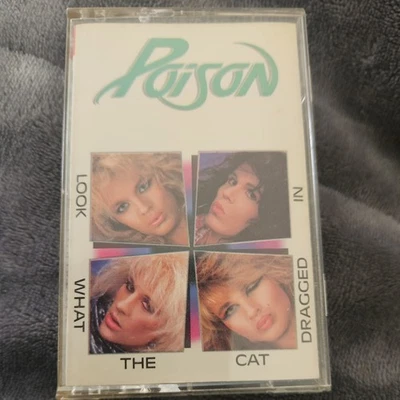 POISON
LOOK
WHAT
THE
CAT
DRAGGED
IN